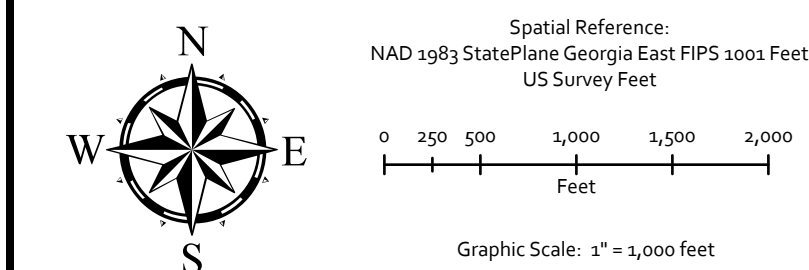 N
W E
S
Spatial Reference:
NAD 1983 StatePlane Georgia East FIPS 1001 Feet
US Survey Feet
0 250 500 1,000 1,500 2,000
Feet
Graphic Scale: 1" = 1,000 feet